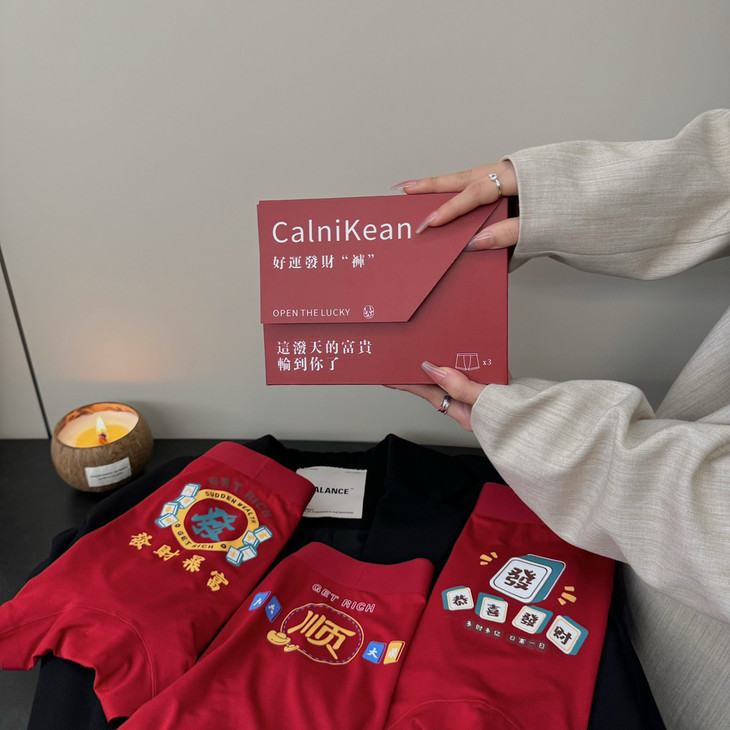 CalniKean
好運發財“褲”
OPEN THE LUCKY
這潑天的富貴
輪到你了
x3
ALANCE
GET RICH
SUDDEN WEALTH
GET RICH
發財暴富
GET RICH
順
大
發
恭喜發財